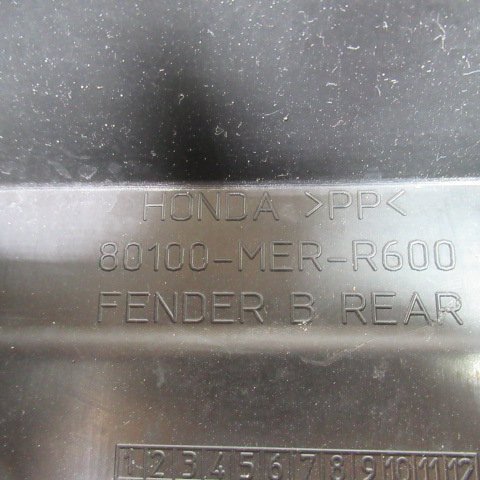 HONDA >PP<
80100-MER-R600
FENDER B REAR
1 2 3 4 5 6 7 8 9 10 11 12